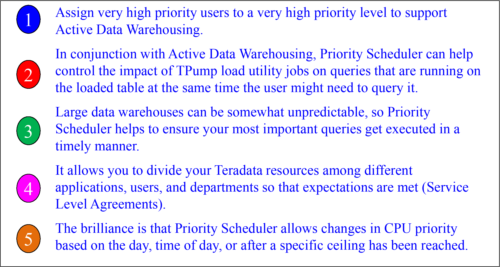 1 Assign very high priority users to a very high priority level to support
Active Data Warehousing.
2 In conjunction with Active Data Warehousing, Priority Scheduler can help
control the impact of TPump load utility jobs on queries that are running on
the loaded table at the same time the user might need to query it.
3 Large data warehouses can be somewhat unpredictable, so Priority
Scheduler helps to ensure your most important queries get executed in a
timely manner.
4 It allows you to divide your Teradata resources among different
applications, users, and departments so that expectations are met (Service
Level Agreements).
5 The brilliance is that Priority Scheduler allows changes in CPU priority
based on the day, time of day, or after a specific ceiling has been reached.